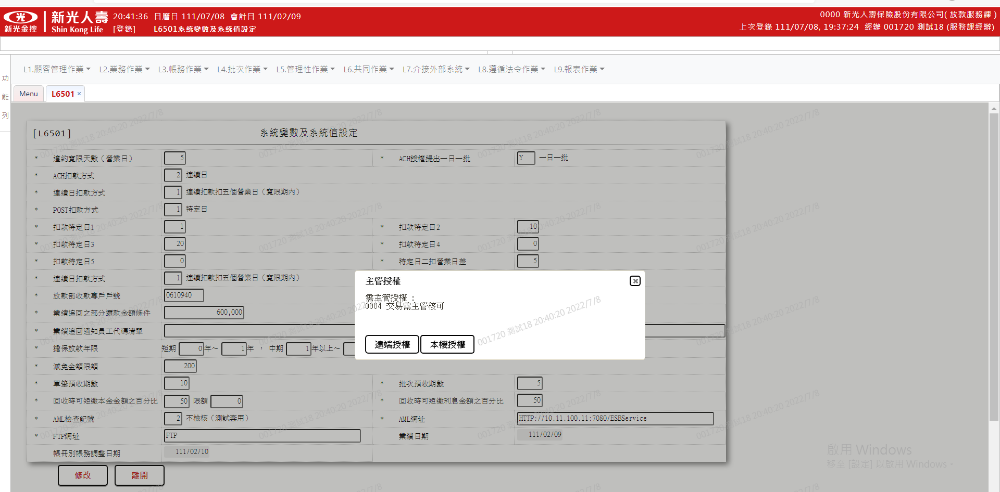 新光金控 新光人壽 Shin Kong Life
20:41:36 日曆日 111/07/08 會計日 111/02/09
[登錄] L6501系統變數及系統值設定
0000 新光人壽保險股份有限公司( 放款服務課 )
上次登錄 111/07/08, 19:37:24 經辦 001720 測試18 (服務課經辦)
功
能
列
L1.顧客管理作業 L2.業務作業 L3.帳務作業 L4.批次作業 L5.管理性作業 L6.共同作業 L7.介接外部系統 L8.遵循法令作業 L9.報表作業
Menu L6501 ×
[L6501] 系統變數及系統值設定
* 違約寬限天數（營業日） 5 * ACH授權提出一日一批 Y 一日一批
* ACH扣款方式 2 連續日
* 連續日扣款方式 1 連續扣款扣五個營業日（寬限期內）
* POST扣款方式 1 特定日
* 扣款特定日1 1 * 扣款特定日2 10
* 扣款特定日3 20 * 扣款特定日4 0
* 扣款特定日5 0 * 特定日二扣營業日差 5
* 連續日扣款方式 1 連續扣款扣五個營業日（寬限期內）
* 放款部收款專戶戶號 0610940
* 業績追回之部分還款金額條件 600,000
* 業績追回通知員工代碼清單
* 擔保放款年限 短期 0 年～ 1 年 ， 中期 1 年以上～
* 減免金額限額 200
* 單筆預收期數 10 * 批次預收期數 5
* 回收時可短繳本金金額之百分比 50 限額 0 * 回收時可短繳利息金額之百分比 50
* AML檢查記號 2 不檢核（測試套用） * AML網址 HTTP://10.11.100.11:7080/ESBService
* FTP網址 FTP 業績日期 111/02/09
帳冊別帳務調整日期 111/02/10
修改 離開
主管授權
需主管授權 :
0004 交易需主管核可
遠端授權 本機授權
001720 測試18 20:40:20 2022/7/8
啟用 Windows
移至 [設定] 以啟用 Windows。